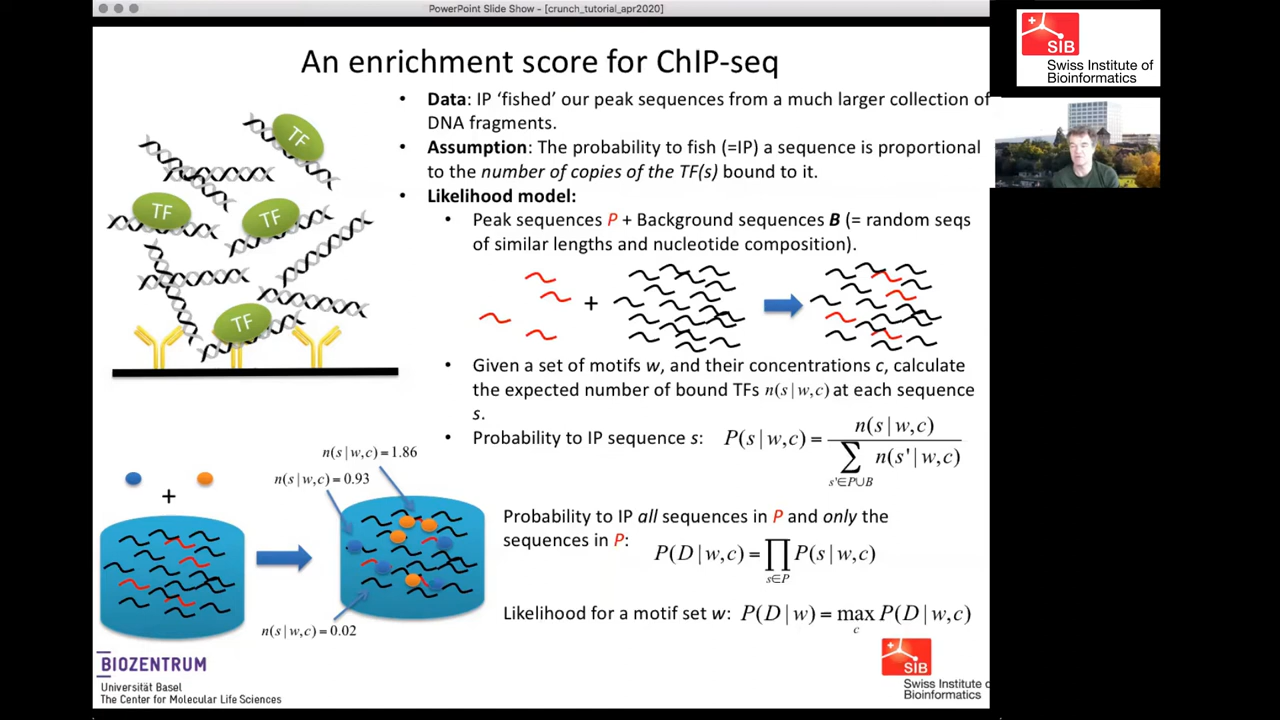 PowerPoint Slide Show - [crunch_tutorial_apr2020]
SIB
Swiss Institute of
Bioinformatics
An enrichment score for ChIP-seq
• Data: IP ‘fished’ our peak sequences from a much larger collection of
DNA fragments.
• Assumption: The probability to fish (=IP) a sequence is proportional
to the number of copies of the TF(s) bound to it.
• Likelihood model:
• Peak sequences P + Background sequences B (= random seqs
of similar lengths and nucleotide composition).
TF
TF
TF
TF
+
• Given a set of motifs w, and their concentrations c, calculate
the expected number of bound TFs n(s|w,c) at each sequence
s.
• Probability to IP sequence s: P(s|w,c) = n(s|w,c) / ∑ s'∈P∪B n(s'|w,c)
n(s|w,c) = 1.86
n(s|w,c) = 0.93
+
n(s|w,c) = 0.02
Probability to IP all sequences in P and only the
sequences in P:
P(D|w,c) = ∏ s∈P P(s|w,c)
Likelihood for a motif set w: P(D|w) = max c P(D|w,c)
BIOZENTRUM
Universität Basel
The Center for Molecular Life Sciences
SIB
Swiss Institute of
Bioinformatics